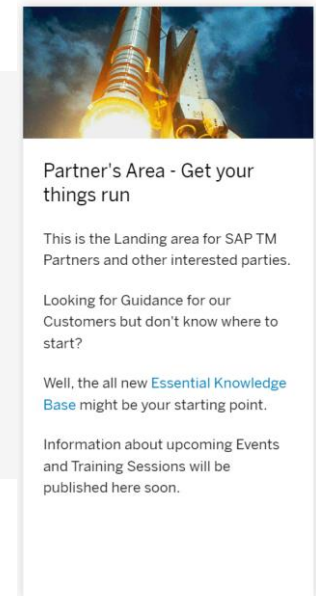 Partner's Area - Get your
things run
This is the Landing area for SAP TM
Partners and other interested parties.
Looking for Guidance for our
Customers but don't know where to
start?
Well, the all new Essential Knowledge
Base might be your starting point.
Information about upcoming Events
and Training Sessions will be
published here soon.